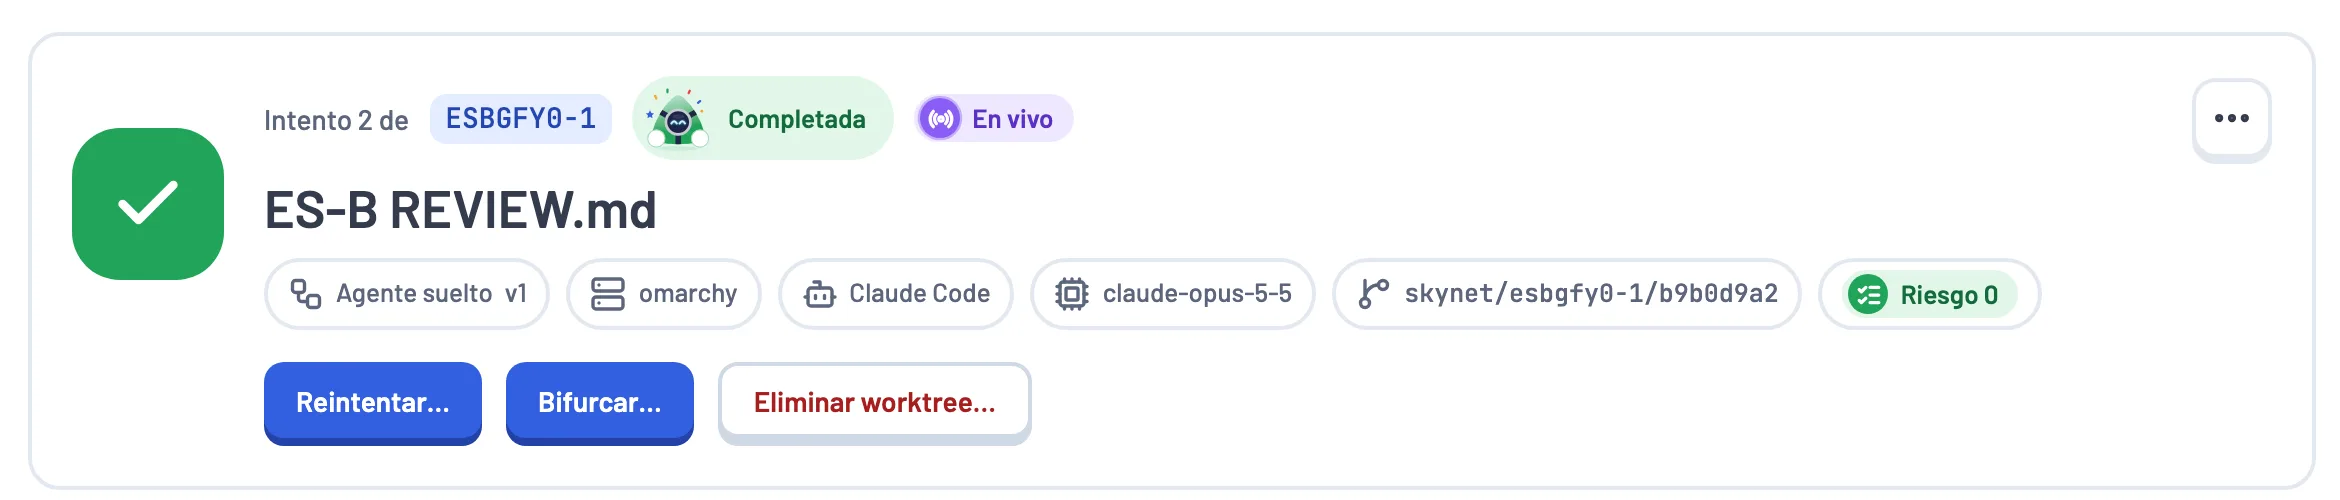 Intento 2 de ESBGFY0-1 Completada En vivo
ES-B REVIEW.md
Agente suelto v1 omarchy Claude Code claude-opus-5-5 skynet/esbgfy0-1/b9b0d9a2 Riesgo 0
Reintentar... Bifurcar... Eliminar worktree...